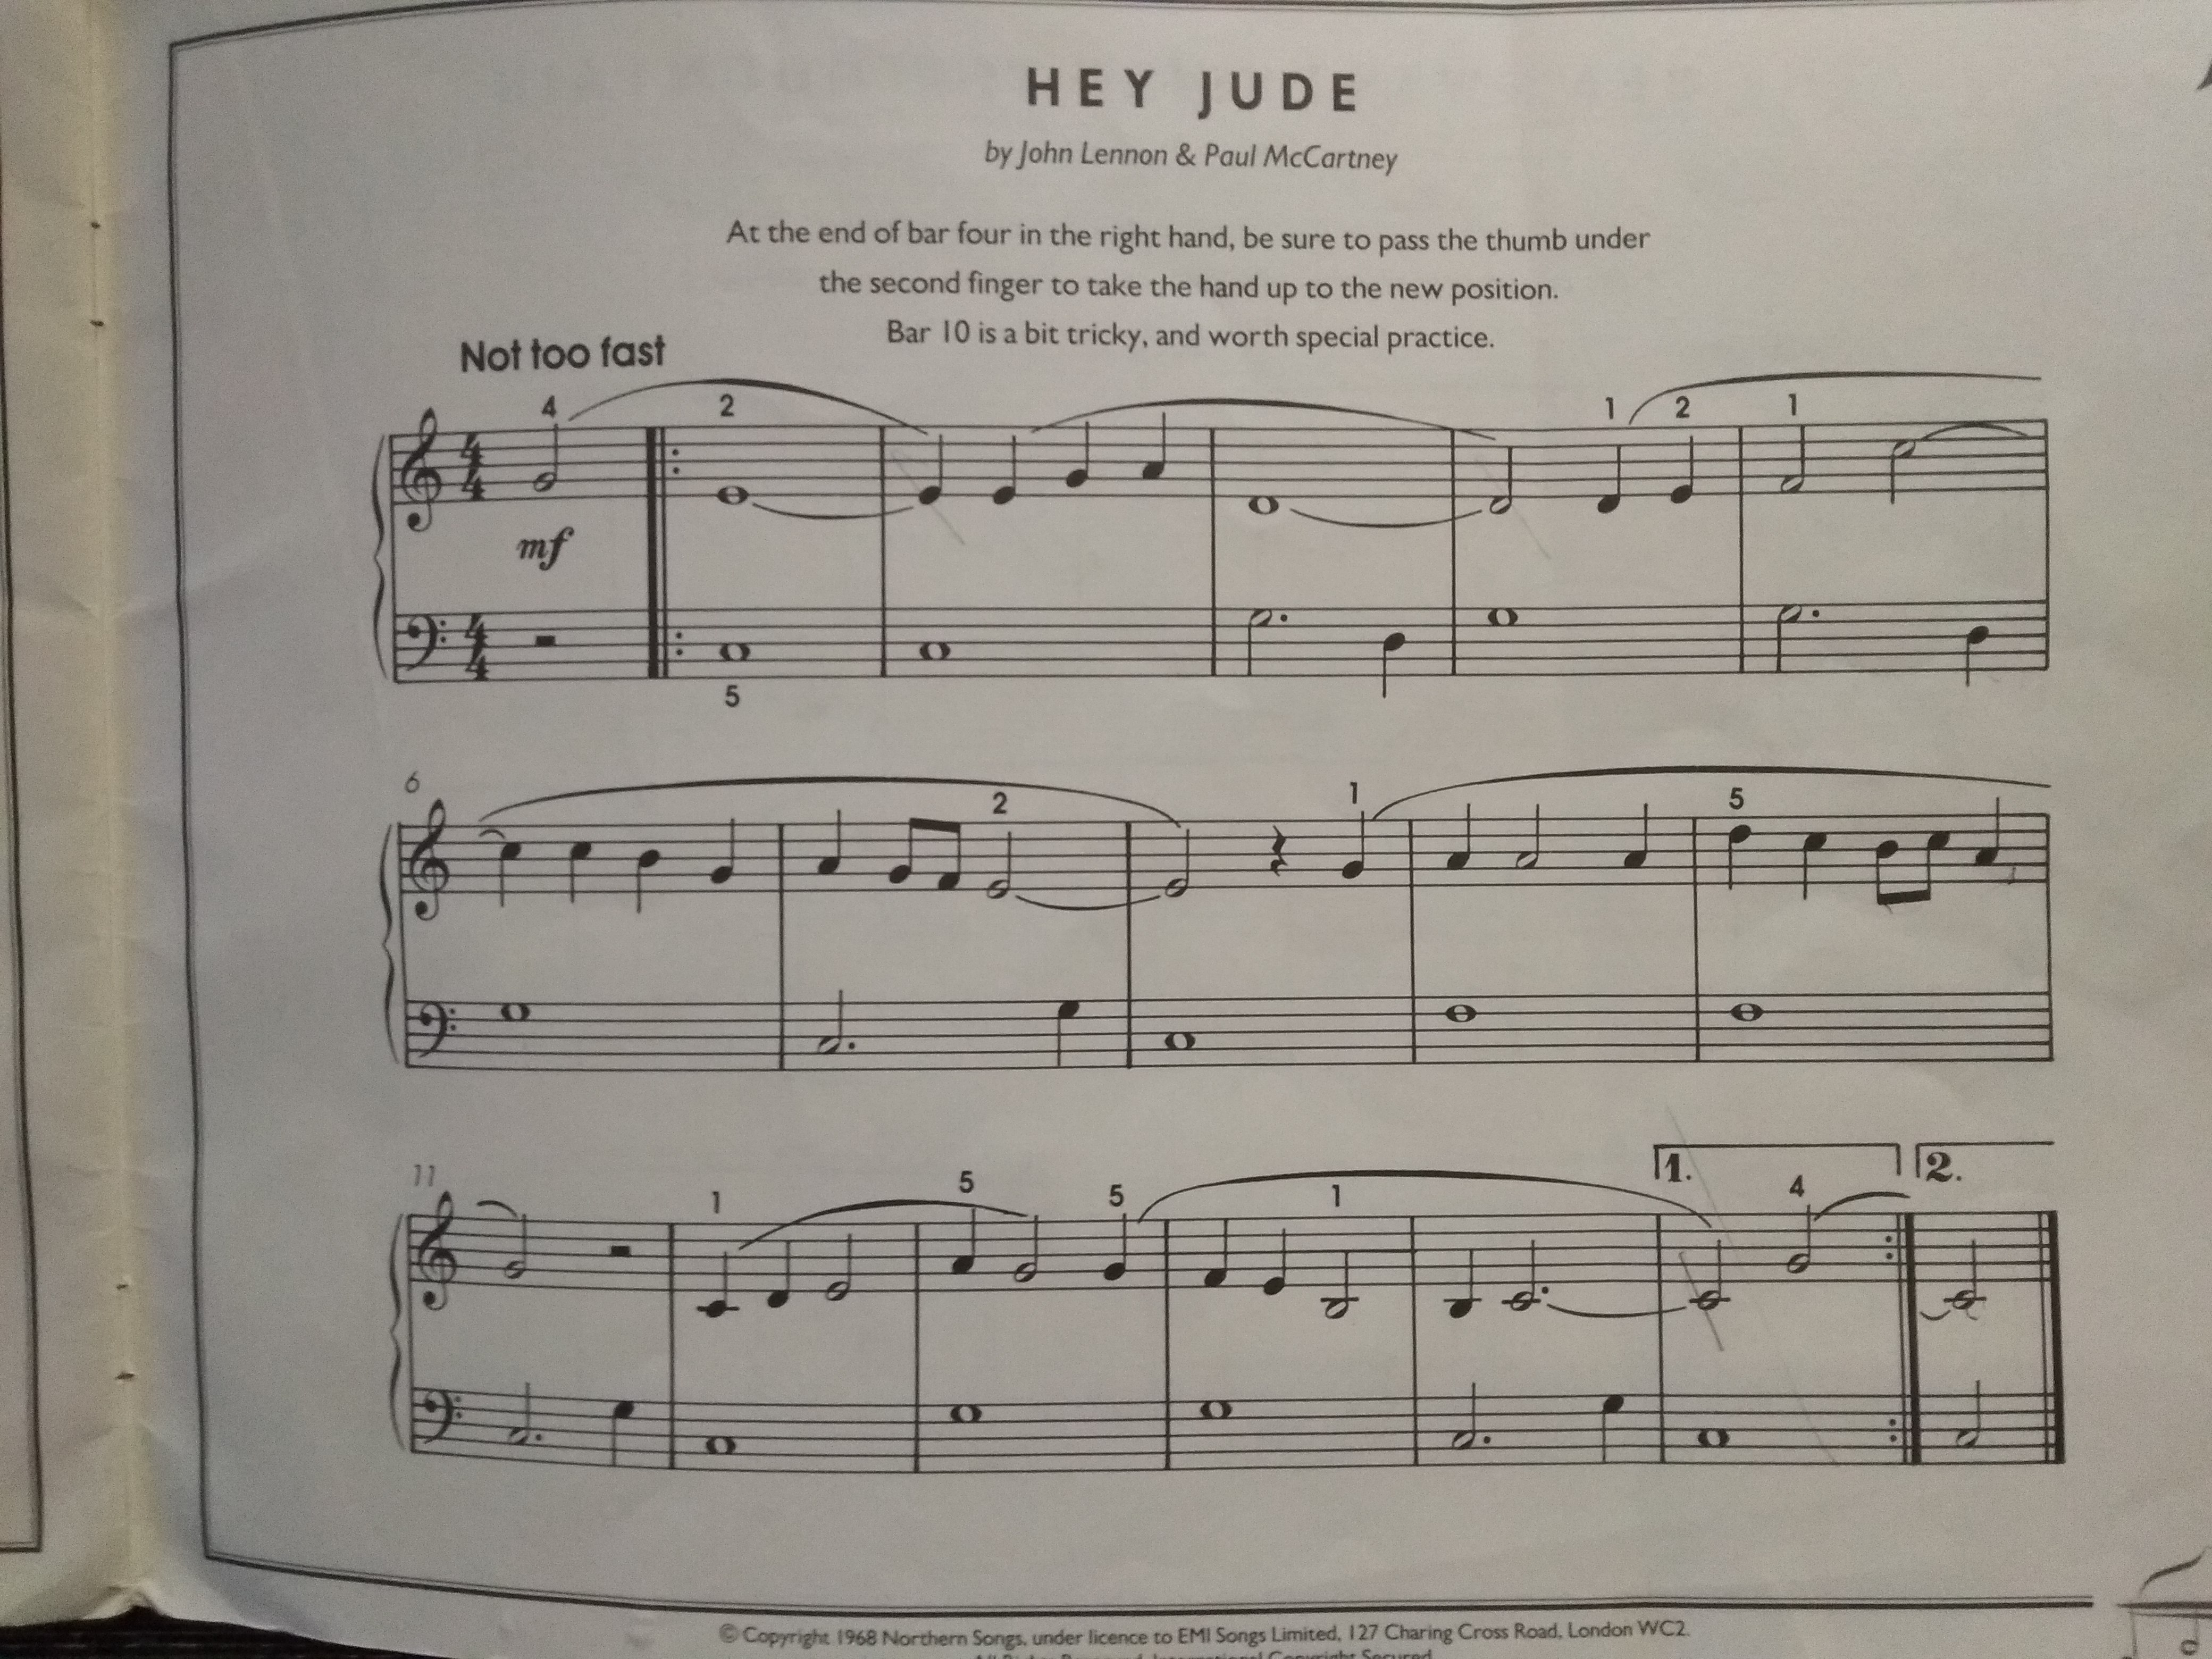 HEY JUDE
by John Lennon & Paul McCartney
At the end of bar four in the right hand, be sure to pass the thumb under
the second finger to take the hand up to the new position.
Bar 10 is a bit tricky, and worth special practice.
Not too fast
4 2 1 2 1
4
4
mf
4
4
5
6
2 1 5
11
1 5 5 1 1. 4 2.
© Copyright 1968 Northern Songs, under licence to EMI Songs Limited, 127 Charing Cross Road, London WC2.